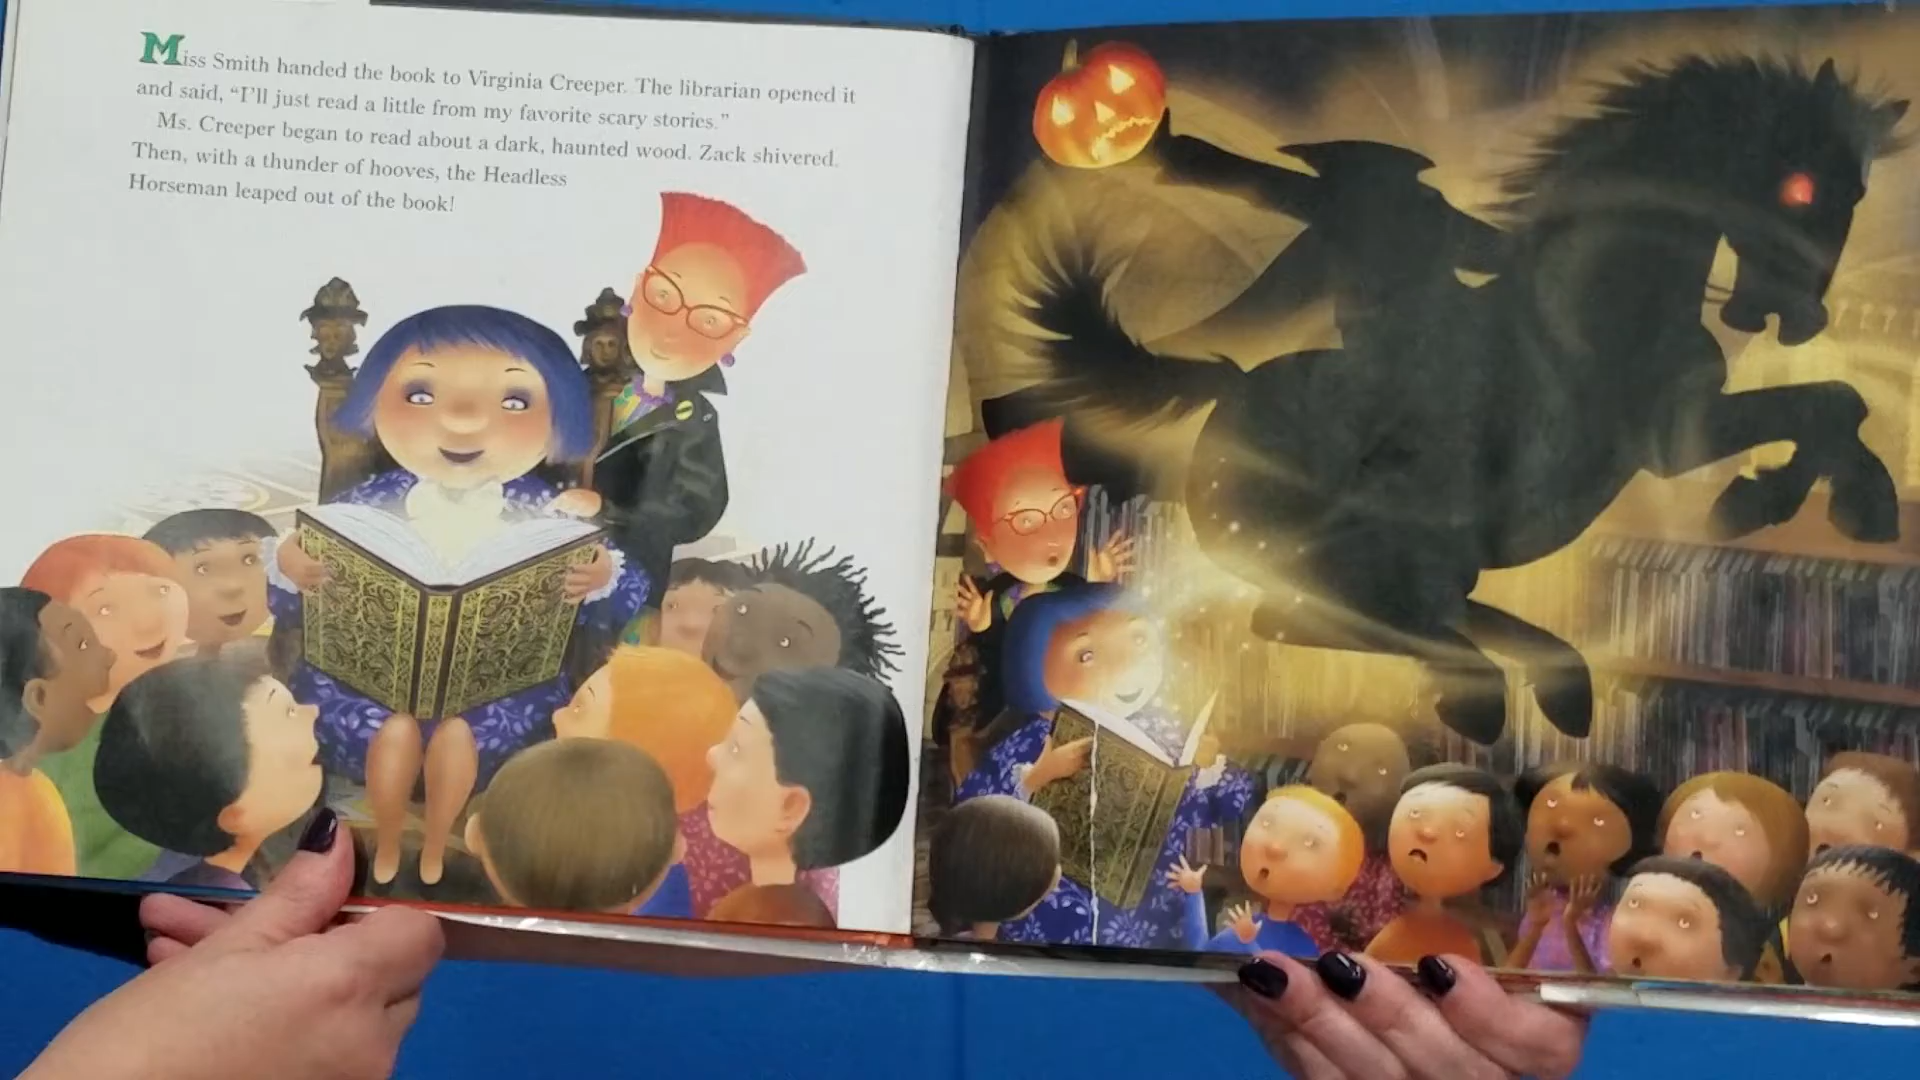 Miss Smith handed the book to Virginia Creeper. The librarian opened it
and said, “I’ll just read a little from my favorite scary stories.”
Ms. Creeper began to read about a dark, haunted wood. Zack shivered.
Then, with a thunder of hooves, the Headless
Horseman leaped out of the book!